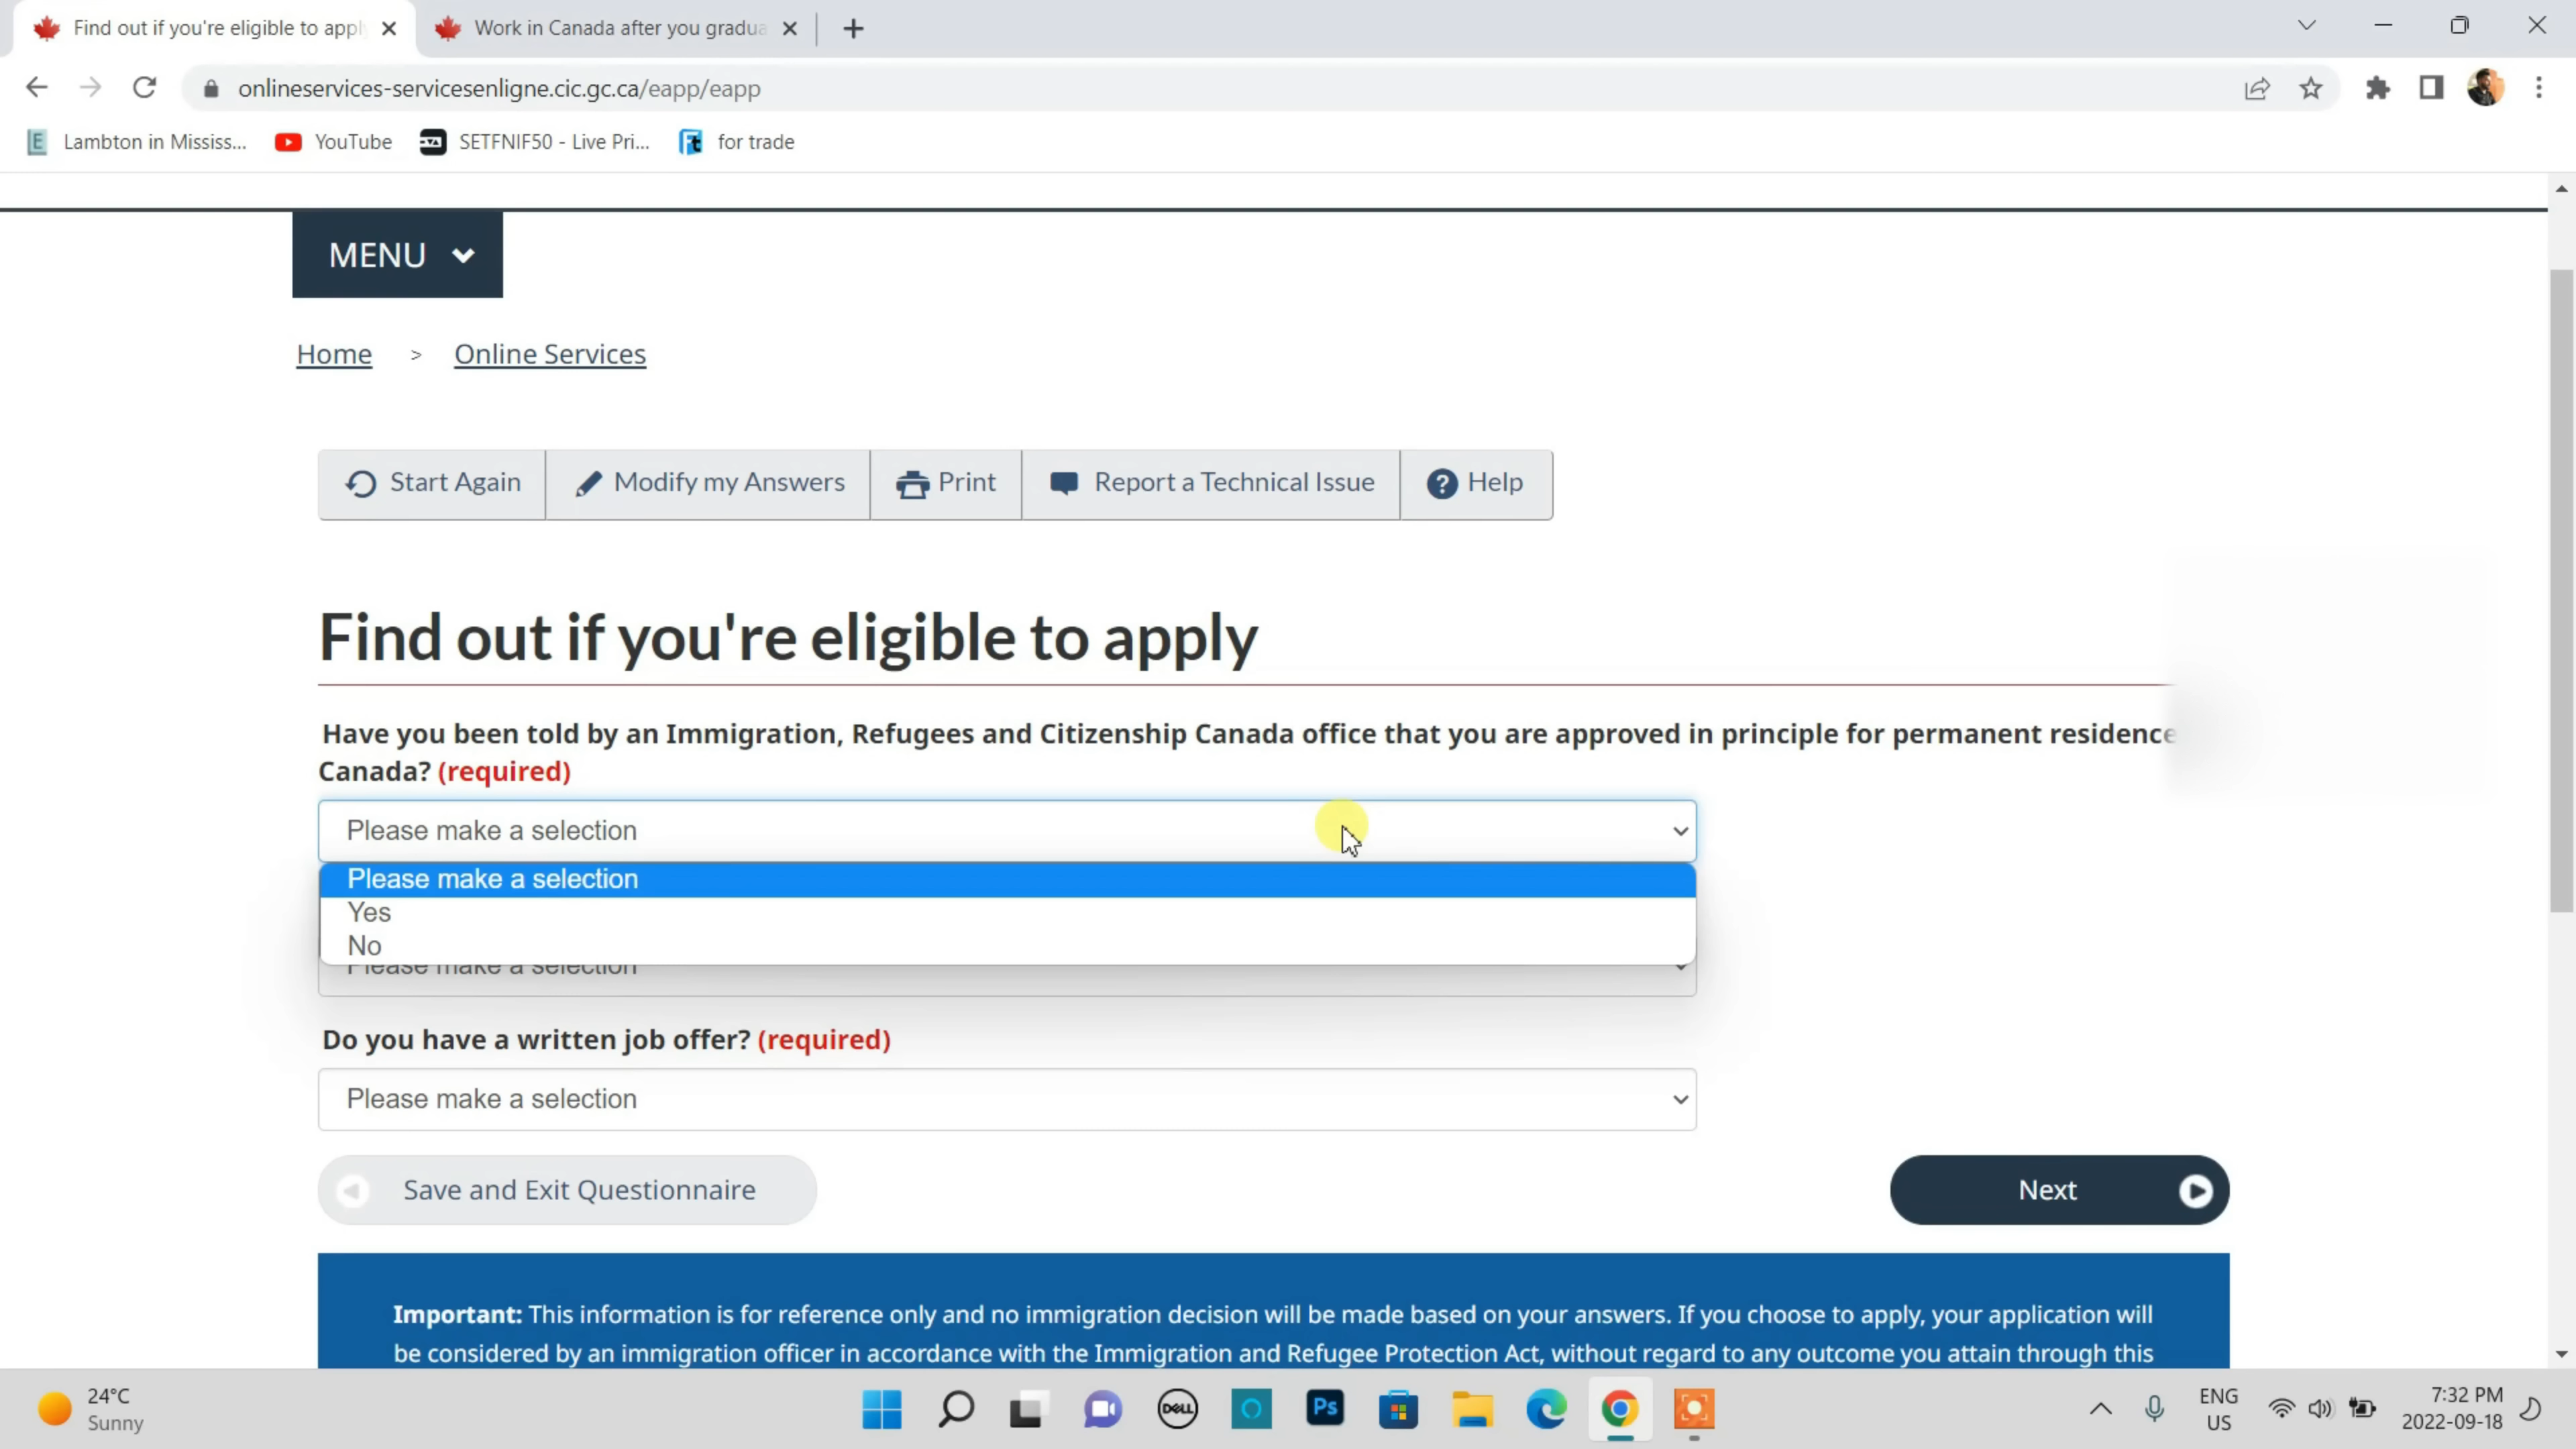 Find out if you're eligible to appl
Work in Canada after you gradua
onlineservices-servicesenligne.cic.gc.ca/eapp/eapp
Lambton in Mississ... YouTube SETFNIF50 - Live Pri... for trade
MENU
Home > Online Services
Start Again Modify my Answers Print Report a Technical Issue Help
Find out if you're eligible to apply
Have you been told by an Immigration, Refugees and Citizenship Canada office that you are approved in principle for permanent residence
Canada? (required)
Please make a selection
Please make a selection
Yes
No
Please make a selection
Do you have a written job offer? (required)
Please make a selection
Save and Exit Questionnaire
Next
Important: This information is for reference only and no immigration decision will be made based on your answers. If you choose to apply, your application will
be considered by an immigration officer in accordance with the Immigration and Refugee Protection Act, without regard to any outcome you attain through this
24°C
Sunny
DELL
Ps
ENG
US
7:32 PM
2022-09-18